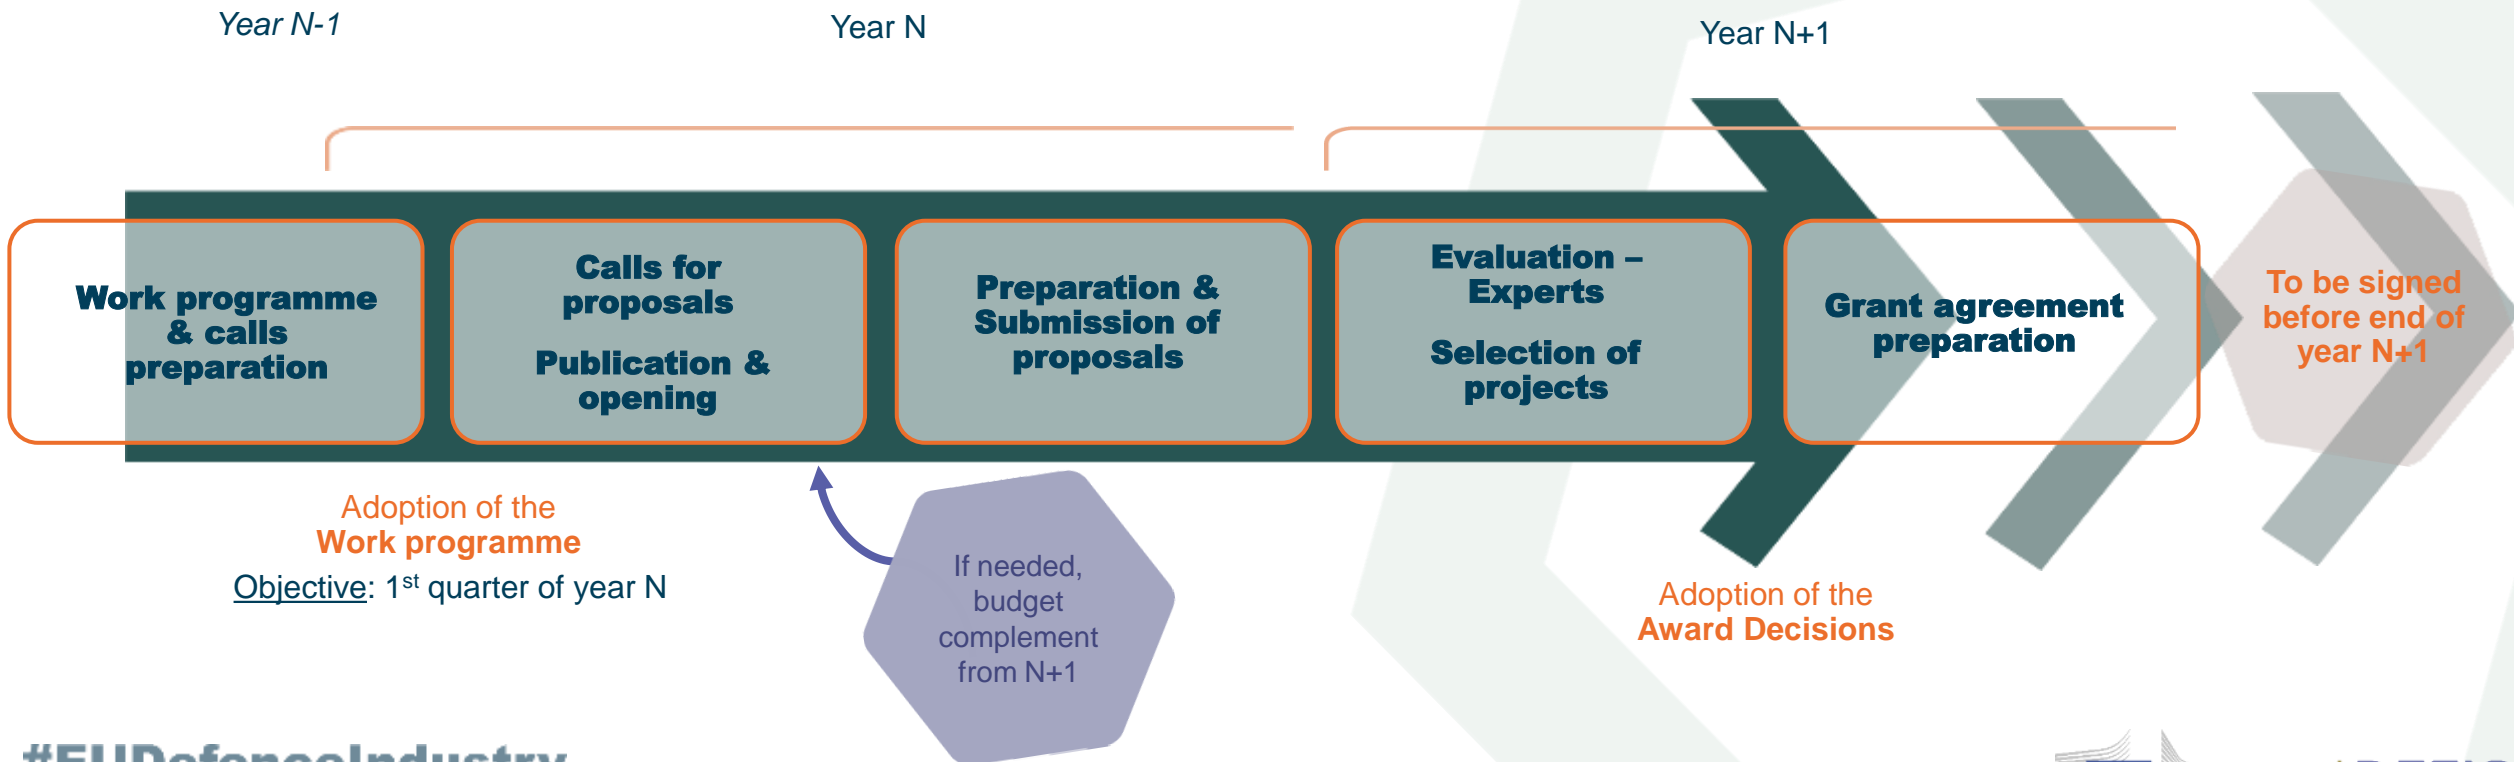 Year N-1
Year N
Year N+1
Work programme
& calls
preparation
Calls for
proposals
Publication &
opening
Preparation &
Submission of
proposals
Evaluation –
Experts
Selection of
projects
Grant agreement
preparation
To be signed
before end of
year N+1
Adoption of the
Work programme
Objective: 1st quarter of year N
If needed,
budget
complement
from N+1
Adoption of the
Award Decisions
#EUDefenceIndustry